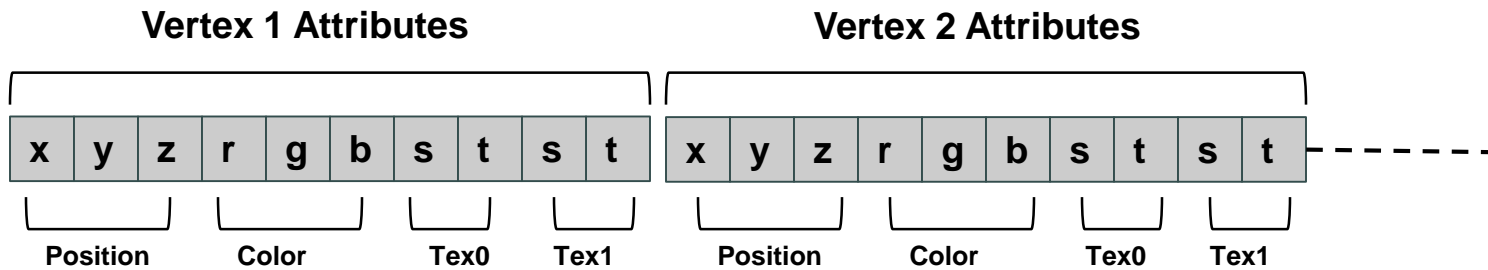 Vertex 1 Attributes Vertex 2 Attributes
x y z r g b s t s t x y z r g b s t s t
Position Color Tex0 Tex1 Position Color Tex0 Tex1